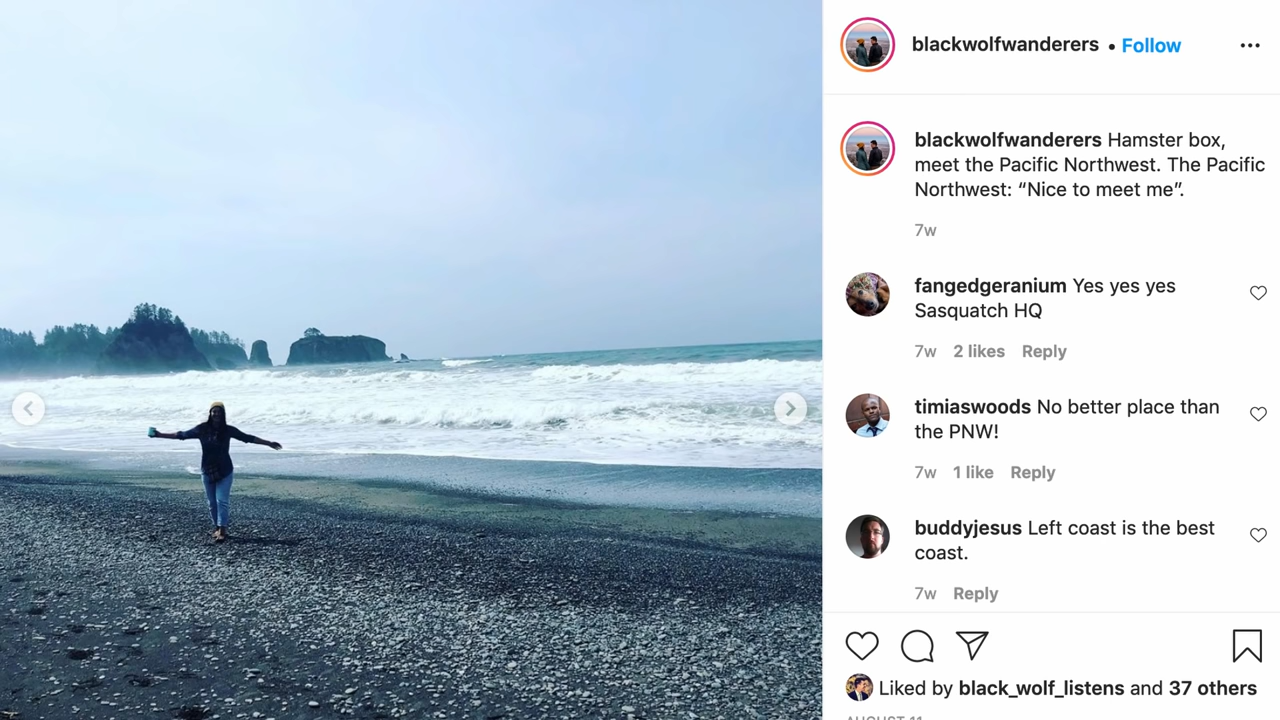 blackwolfwanderers • Follow
blackwolfwanderers Hamster box,
meet the Pacific Northwest. The Pacific
Northwest: “Nice to meet me”.
7w
fangedgeranium Yes yes yes
Sasquatch HQ
7w 2 likes Reply
timiaswoods No better place than
the PNW!
7w 1 like Reply
buddyjesus Left coast is the best
coast.
7w Reply
Liked by black_wolf_listens and 37 others
AUGUST 11